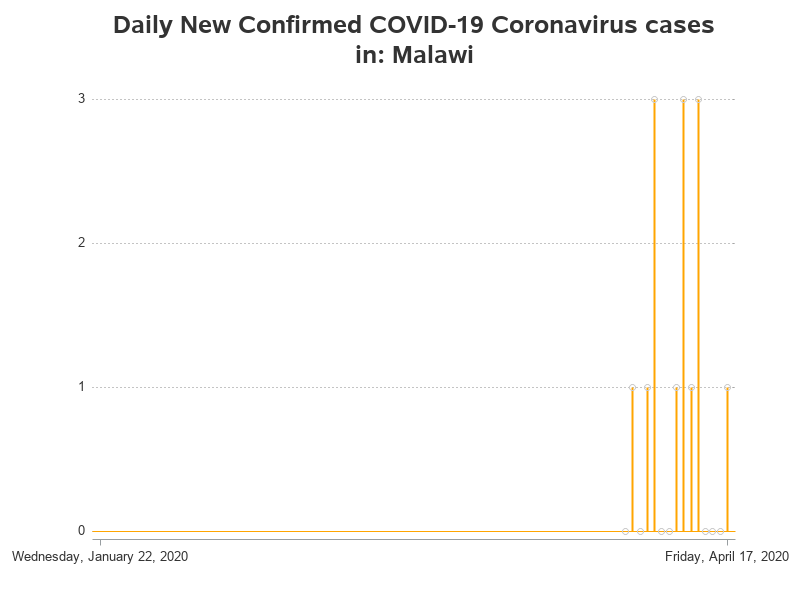 Daily New Confirmed COVID-19 Coronavirus cases
in: Malawi
3
2
1
0
Wednesday, January 22, 2020
Friday, April 17, 2020